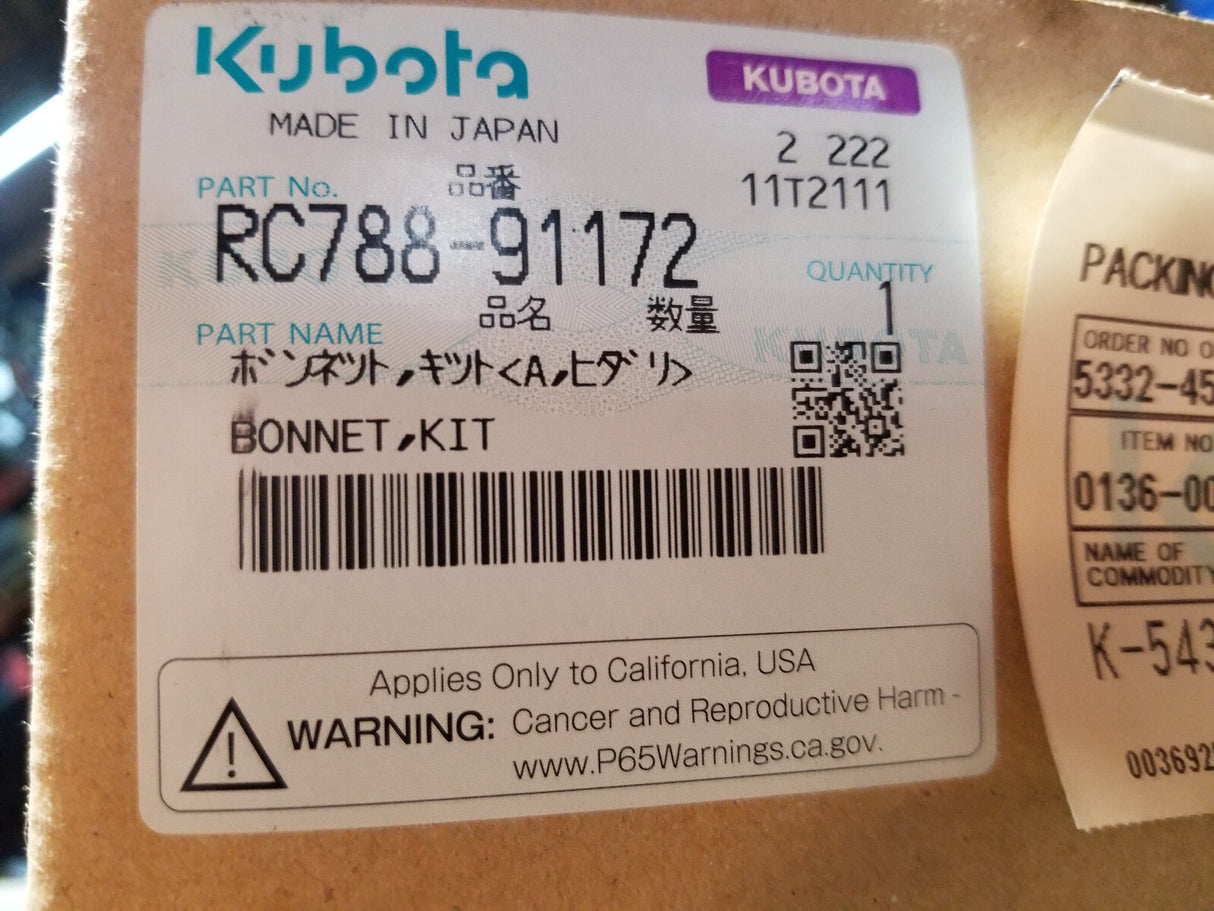 Kubota
KUBOTA
MADE IN JAPAN
2 222
11T2111
PART No. 品番
RC788-91172
QUANTITY
1
品名 数量
PART NAME
KUBOTA
ボンネット,キット<A,ヒダリ>
BONNET,KIT
Applies Only to California, USA
WARNING: Cancer and Reproductive Harm -
www.P65Warnings.ca.gov.
PACKING
ORDER NO O
5332-45
ITEM NO
0136-00
NAME OF
COMMODITY
K-543
003692